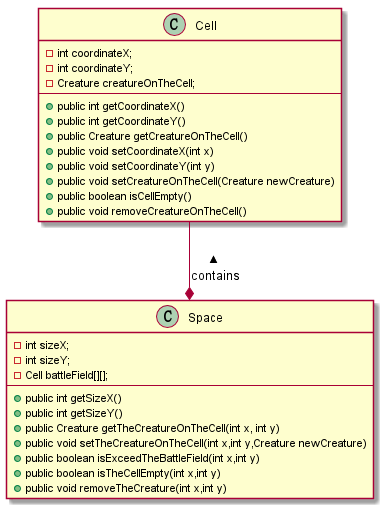 C Cell
int coordinateX;
int coordinateY;
Creature creatureOnTheCell;
public int getCoordinateX()
public int getCoordinateY()
public Creature getCreatureOnTheCell()
public void setCoordinateX(int x)
public void setCoordinateY(int y)
public void setCreatureOnTheCell(Creature newCreature)
public boolean isCellEmpty()
public void removeCreatureOnTheCell()
contains
C Space
int sizeX;
int sizeY;
Cell battleField[][];
public int getSizeX()
public int getSizeY()
public Creature getTheCreatureOnTheCell(int x, int y)
public void setTheCreatureOnTheCell(int x,int y,Creature newCreature)
public boolean isExceedTheBattleField(int x,int y)
public boolean isTheCellEmpty(int x,int y)
public void removeTheCreature(int x,int y)